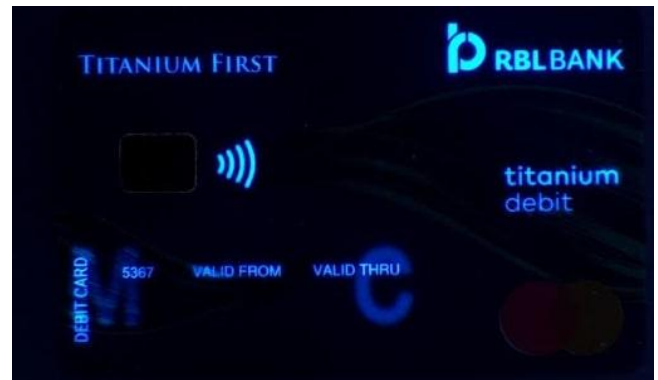 TITANIUM FIRST
RBLBANK
titanium
debit
DEBIT CARD
M
5367 VALID FROM VALID THRU
C